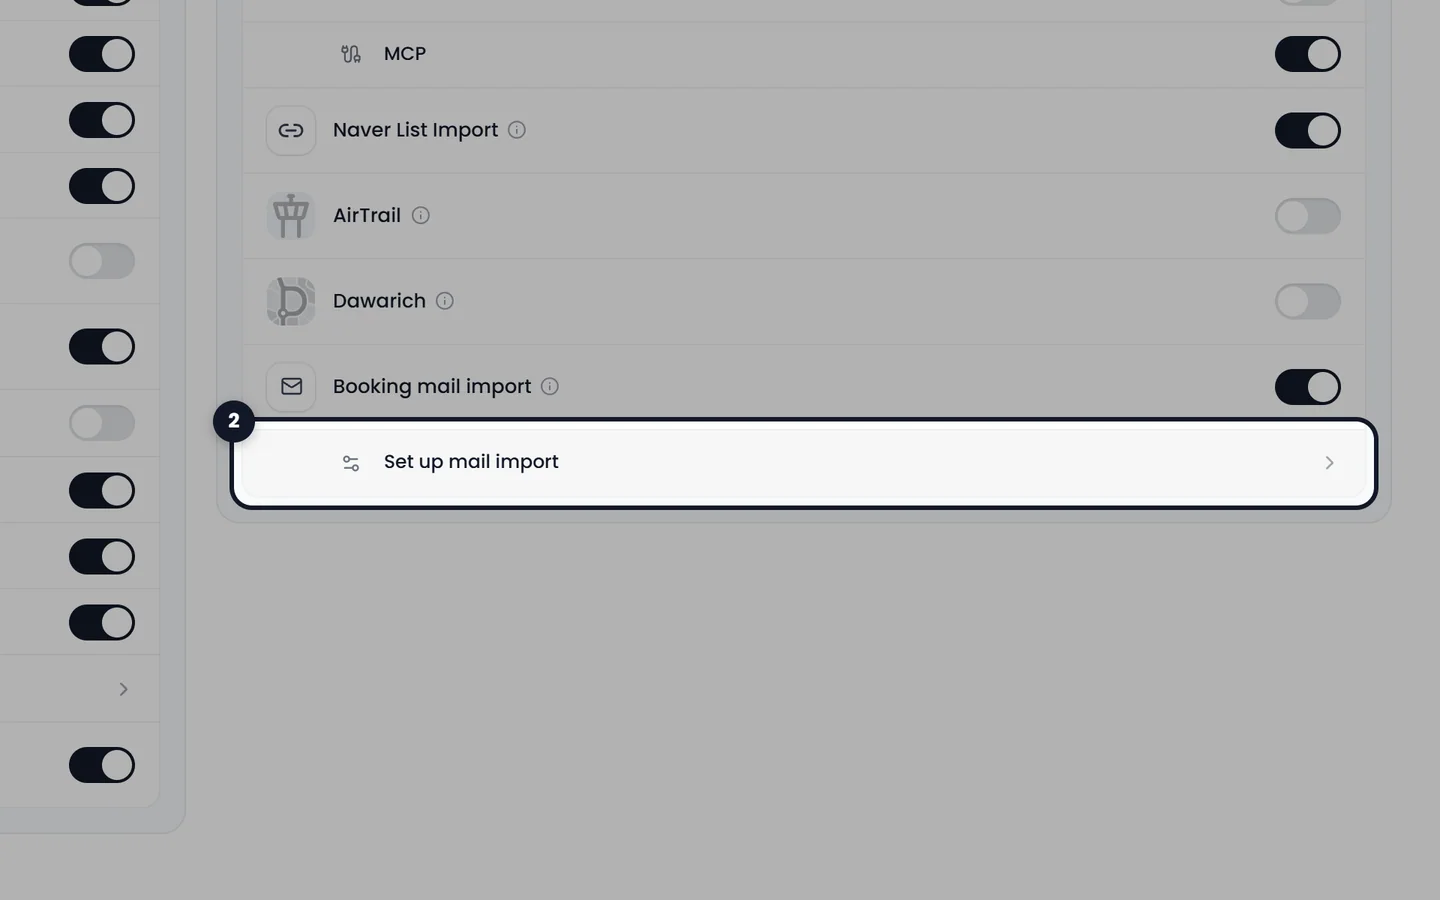 MCP
Naver List Import
AirTrail
Dawarich
Booking mail import
2
Set up mail import